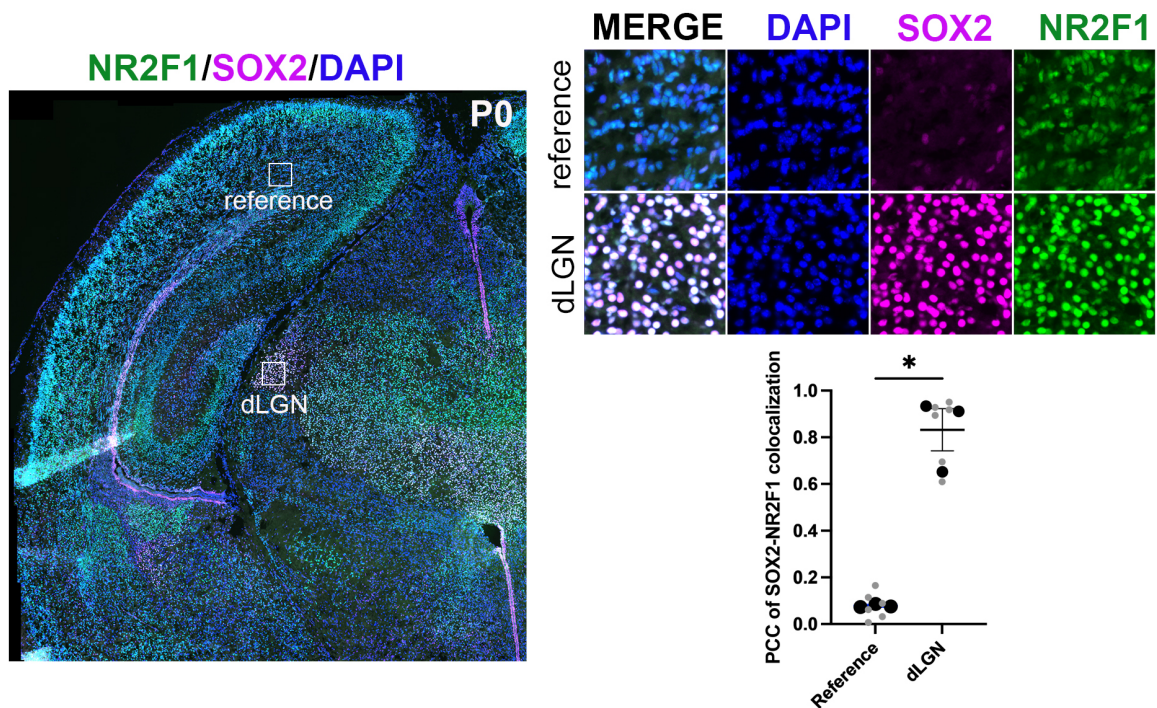 NR2F1/SOX2/DAPI
P0
reference
dLGN
MERGE DAPI SOX2 NR2F1
reference
dLGN
PCC of SOX2-NR2F1 colocalization
*
1.0
0.8
0.6
0.4
0.2
0.0
Reference
dLGN